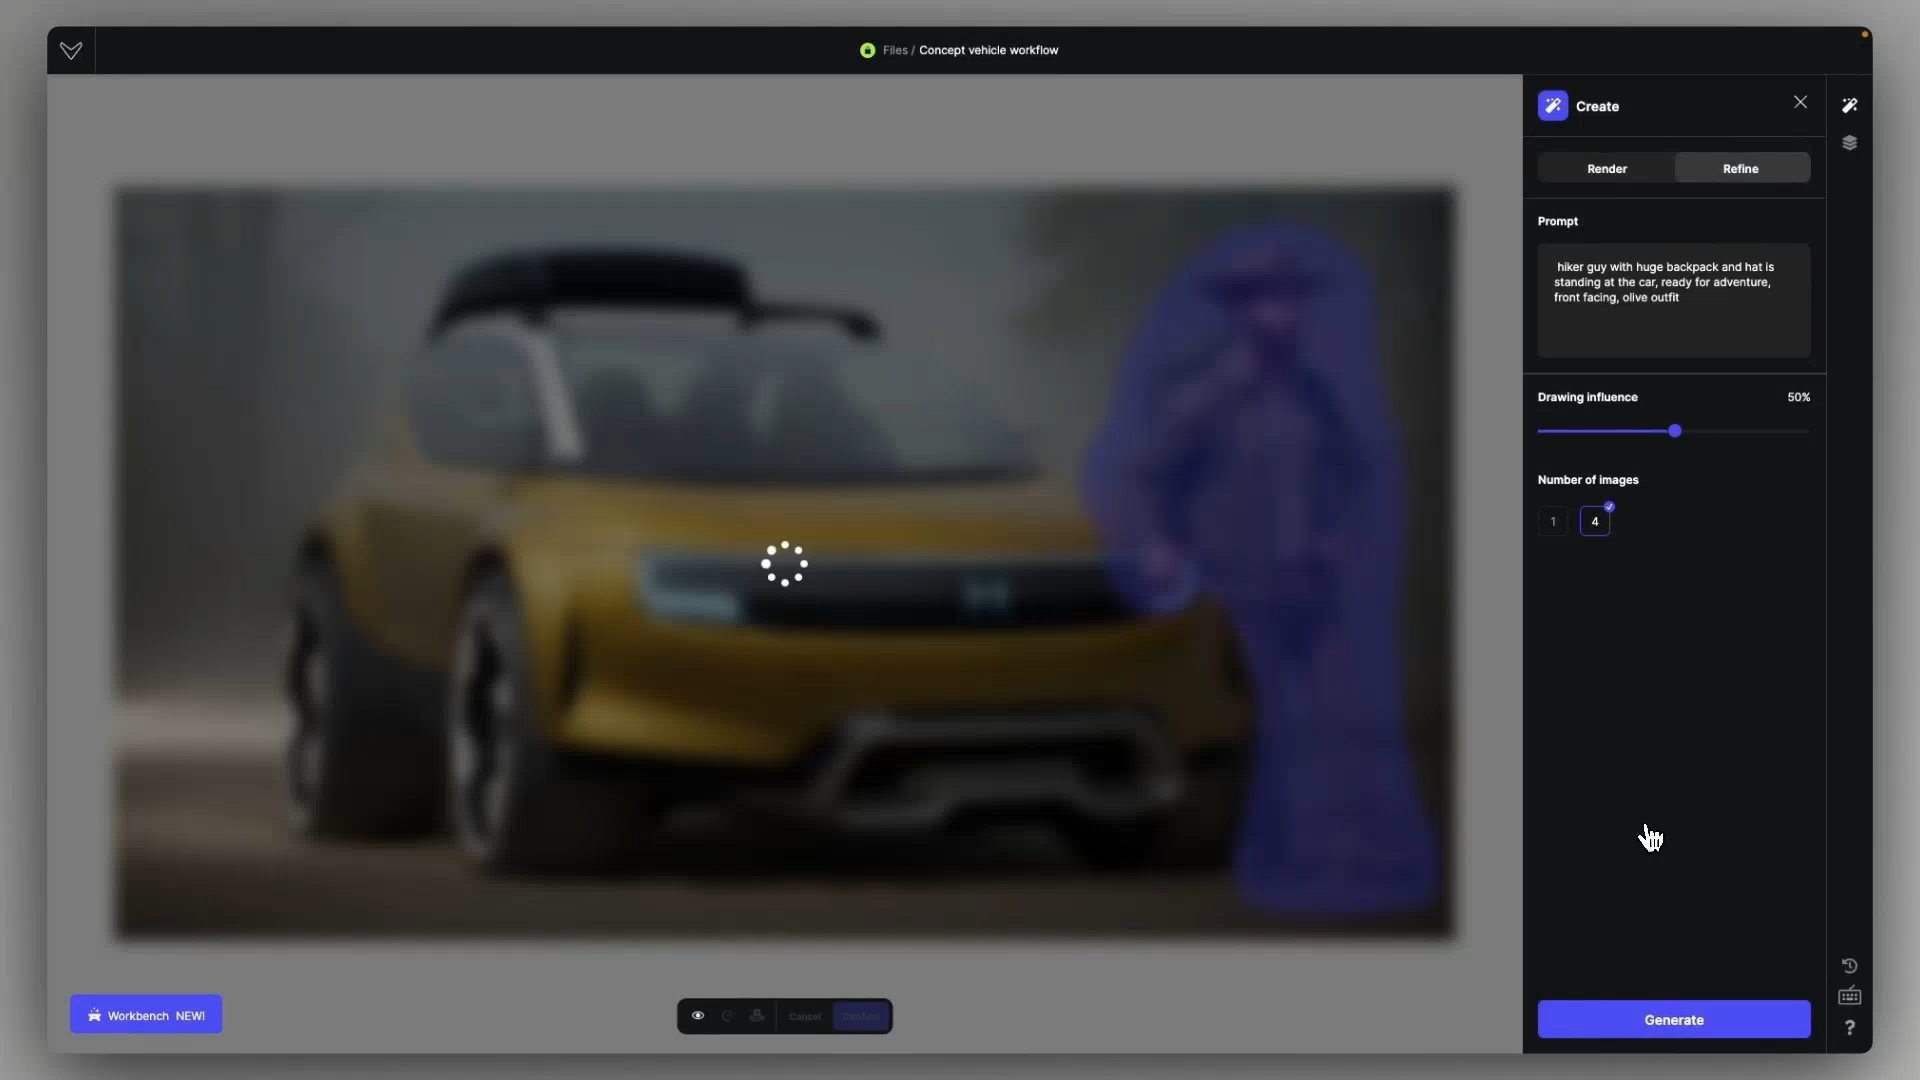 Files / Concept vehicle workflow
Create
Render
Refine
Prompt
hiker guy with huge backpack and hat is
standing at the car, ready for adventure,
front facing, olive outfit
Drawing influence
50%
Number of images
1
4
Workbench NEW!
Cancel
Confirm
Generate
?